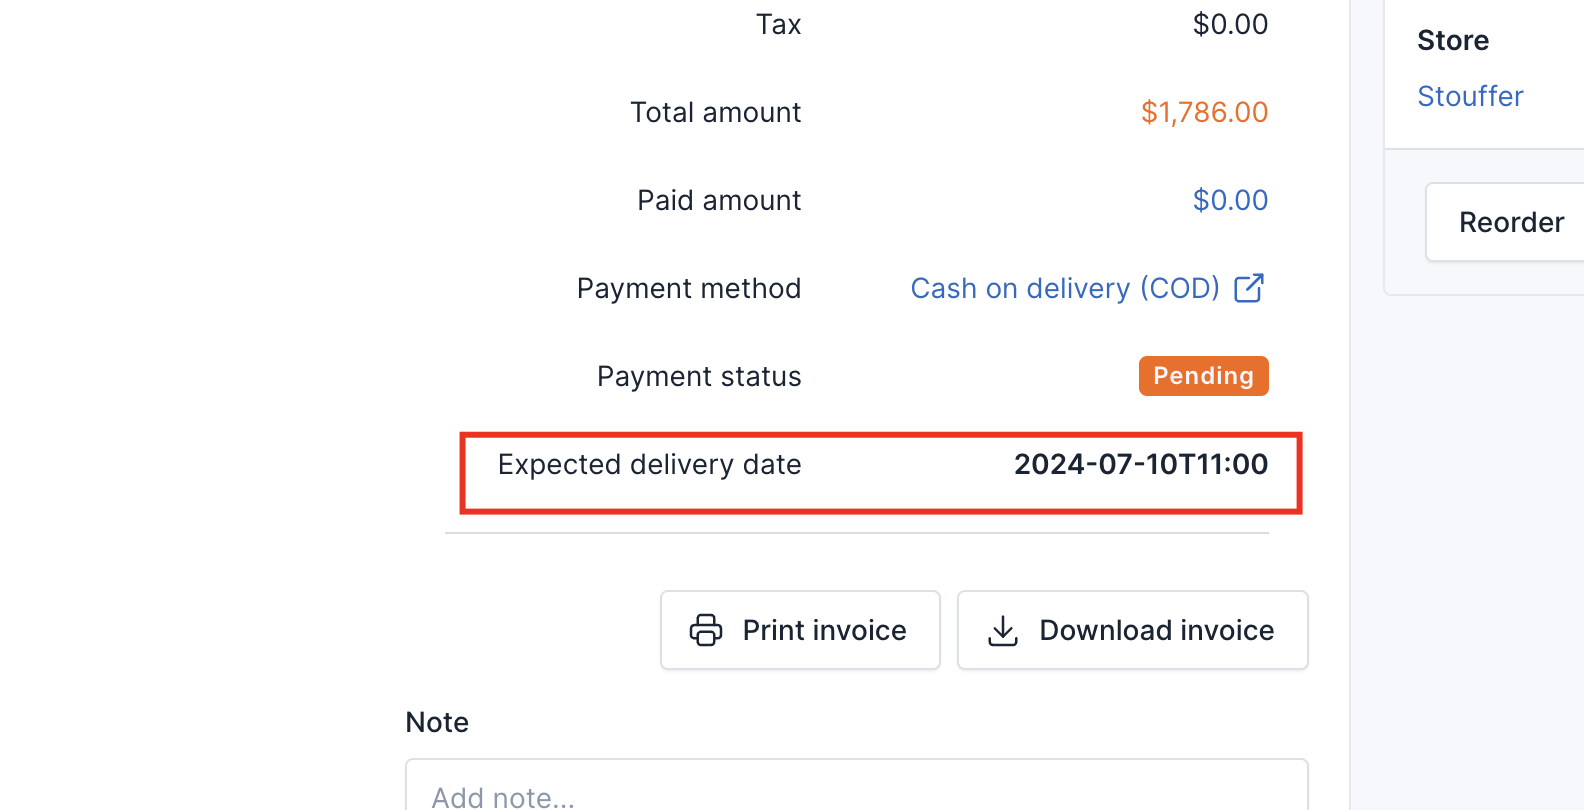 Tax $0.00
Total amount $1,786.00
Paid amount $0.00
Payment method Cash on delivery (COD)
Payment status Pending
Expected delivery date 2024-07-10T11:00
Print invoice Download invoice
Note
Add note...
Store
Stouffer
Reorder